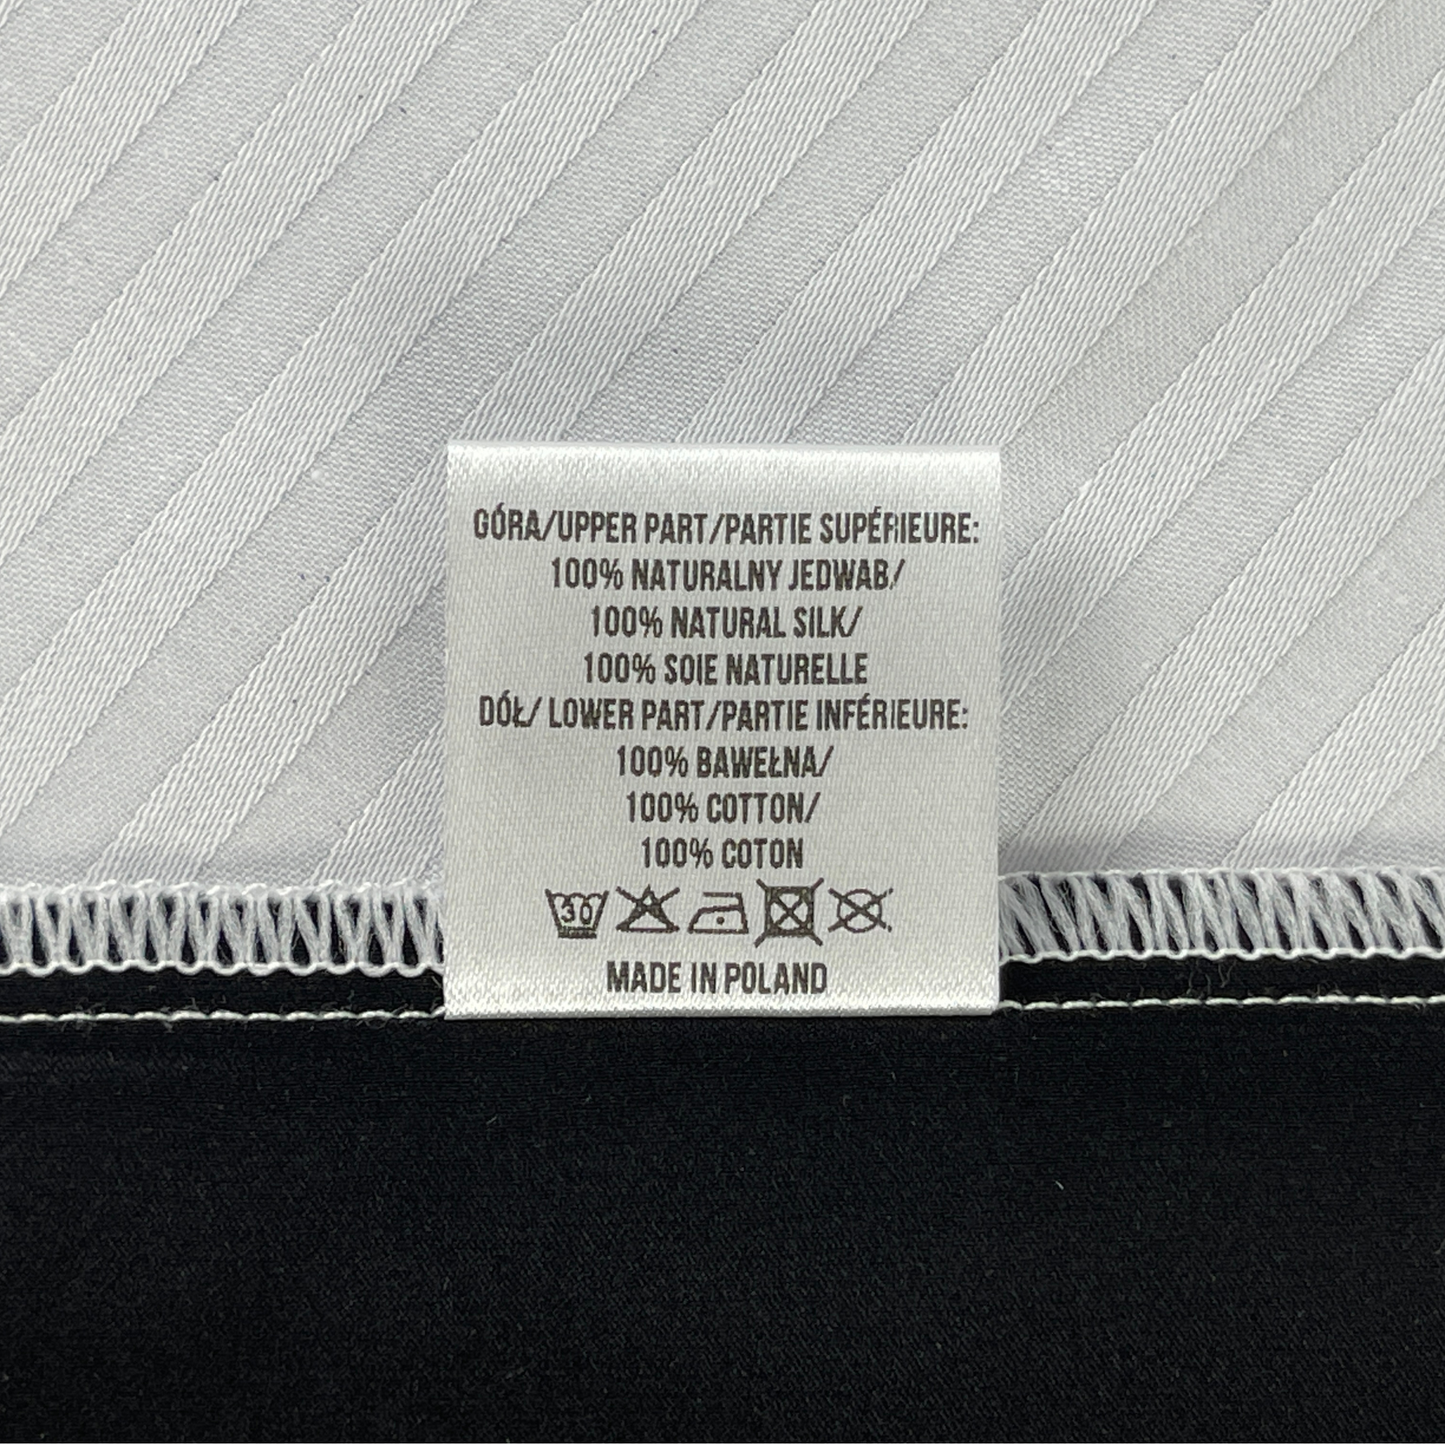 GÓRA/UPPER PART/PARTIE SUPÉRIEURE:
100% NATURALNY JEDWAB/
100% NATURAL SILK/
100% SOIE NATURELLE
DÓŁ/ LOWER PART/PARTIE INFÉRIEURE:
100% BAWEŁNA/
100% COTTON/
100% COTON
30
MADE IN POLAND